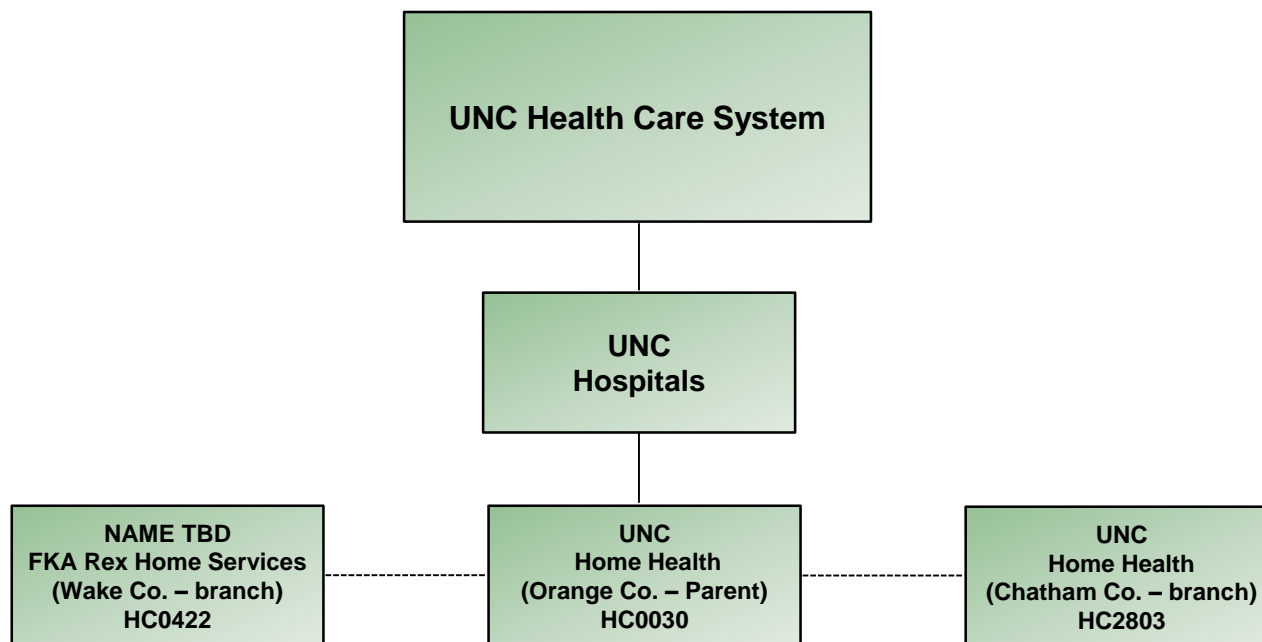 UNC Health Care System
UNC
Hospitals
NAME TBD
FKA Rex Home Services
(Wake Co. – branch)
HC0422
UNC
Home Health
(Orange Co. – Parent)
HC0030
UNC
Home Health
(Chatham Co. – branch)
HC2803